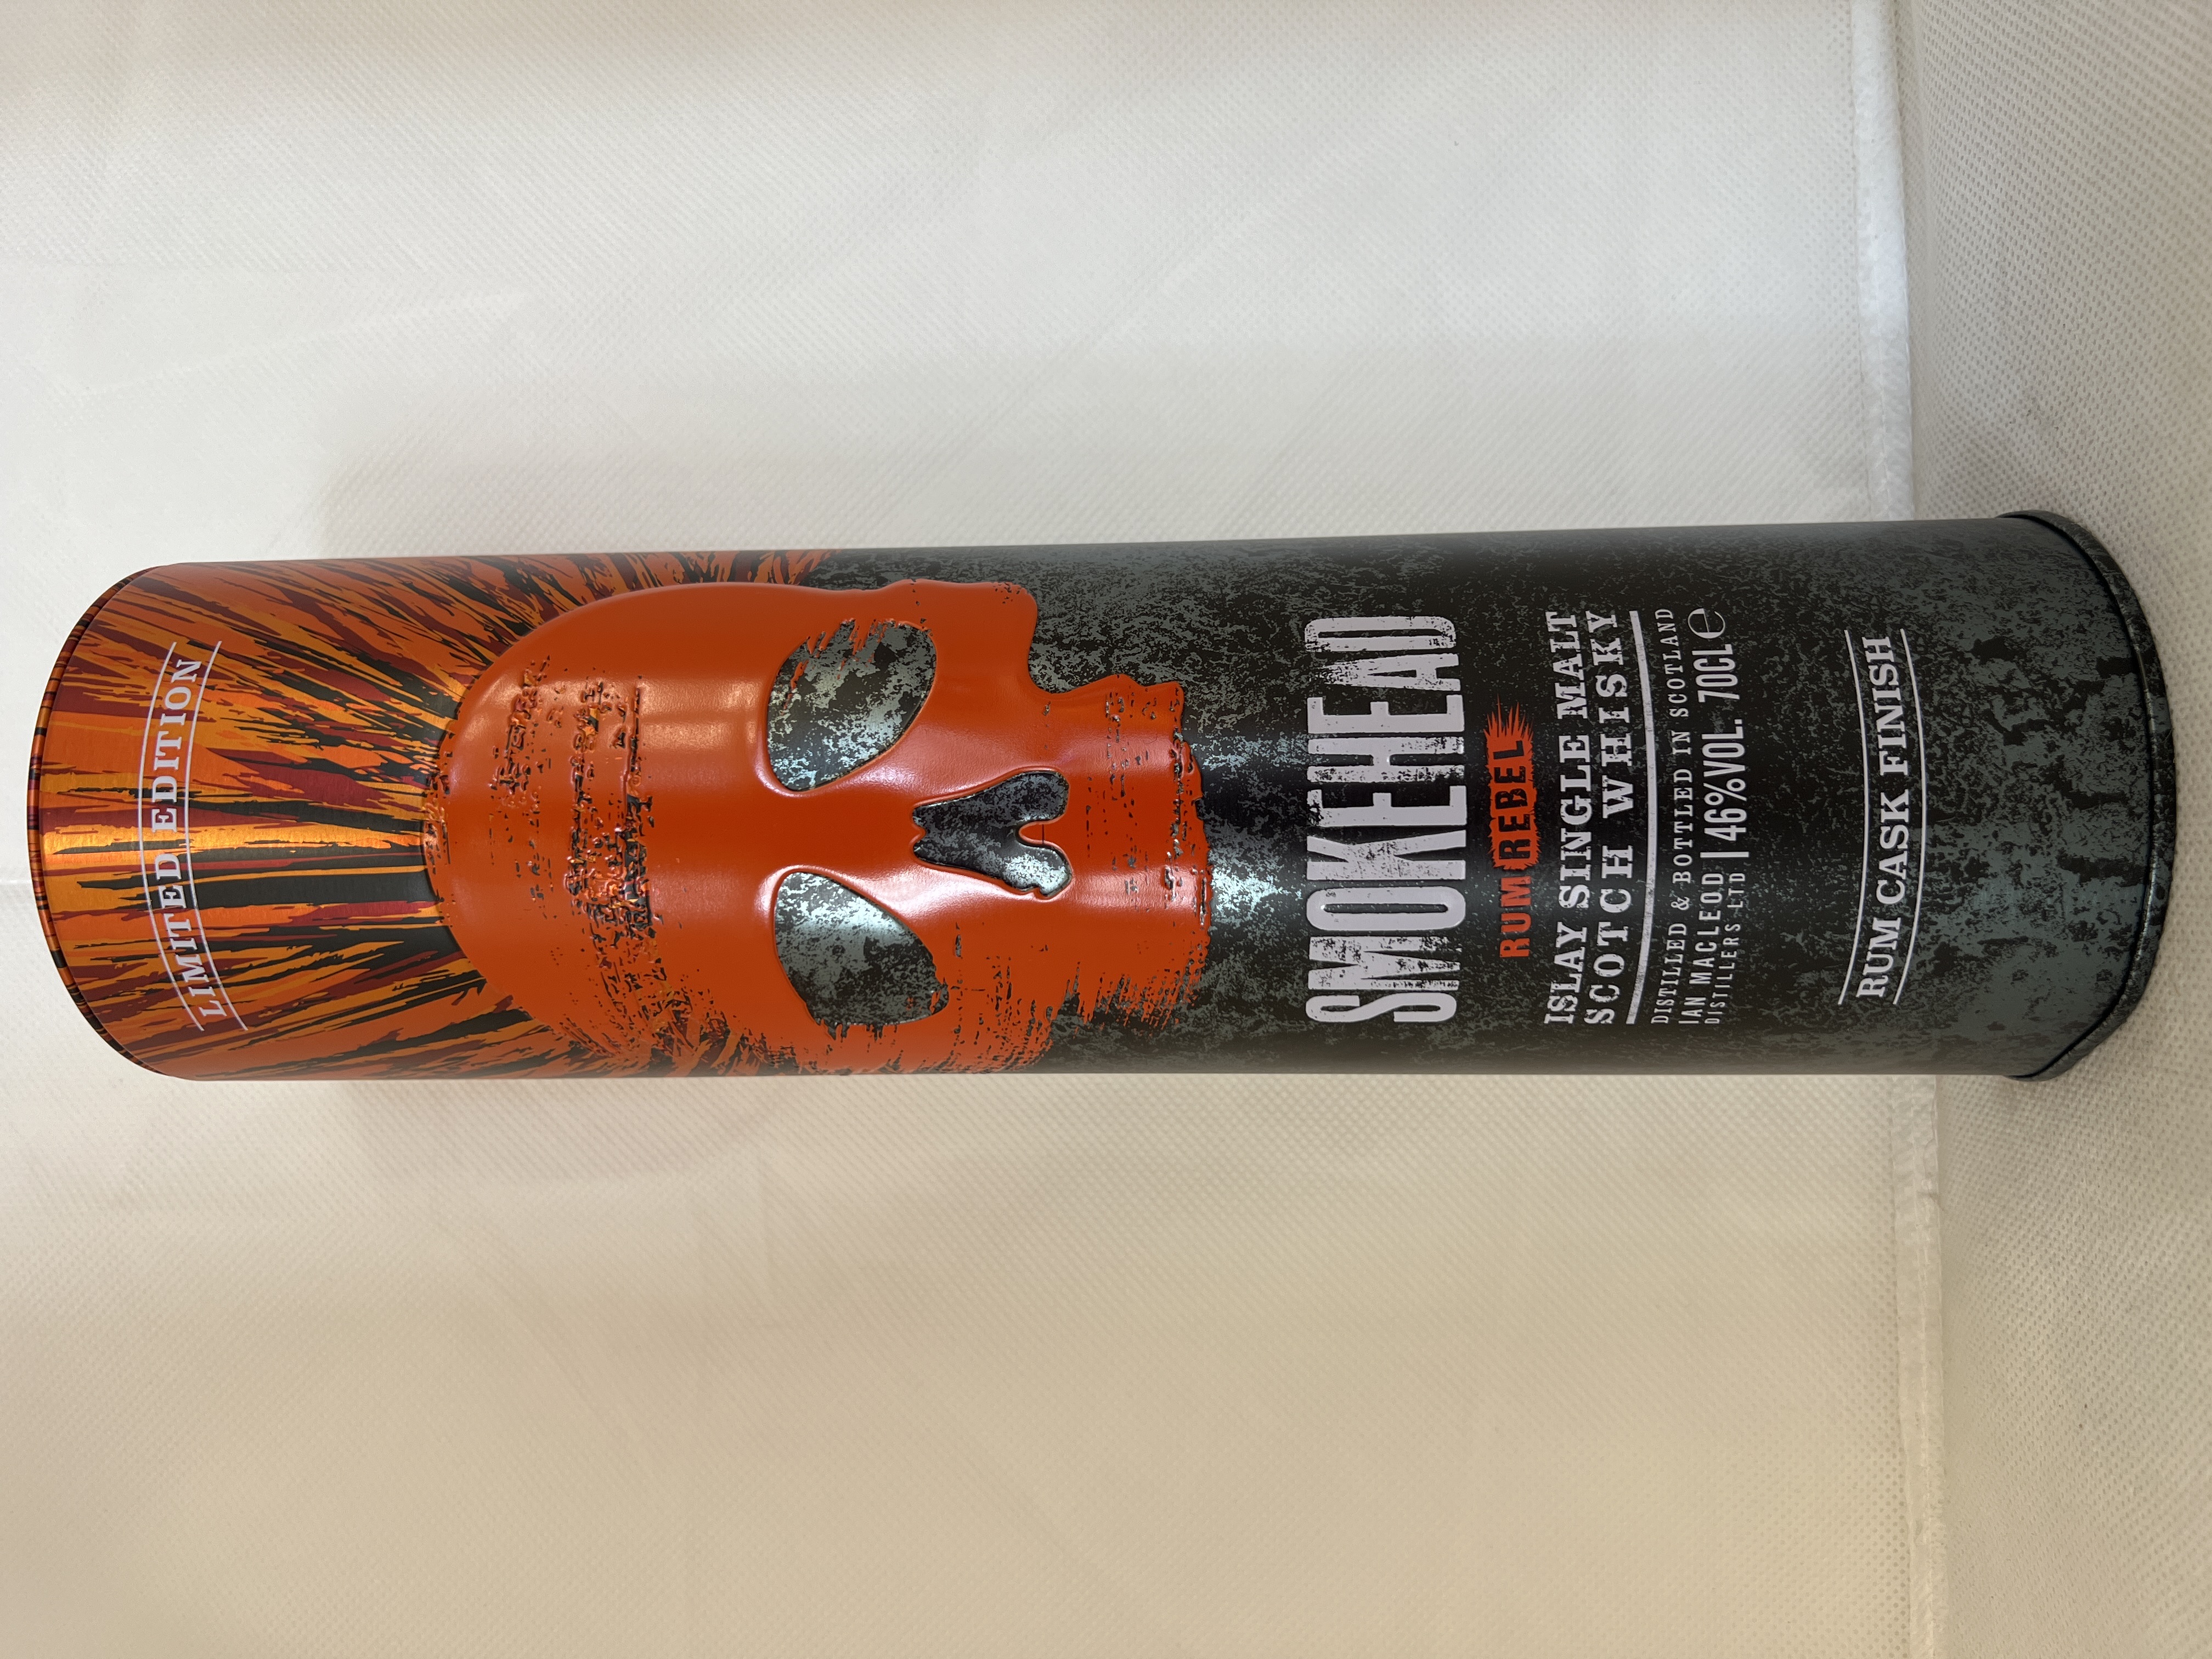 LIMITED EDITION
SMOKEHEAD
RUM REBEL
ISLAY SINGLE MALT
SCOTCH WHISKY
DISTILLED & BOTTLED IN SCOTLAND
IAN MACLEOD
DISTILLERS LTD | 46%VOL. 70CL℮
RUM CASK FINISH